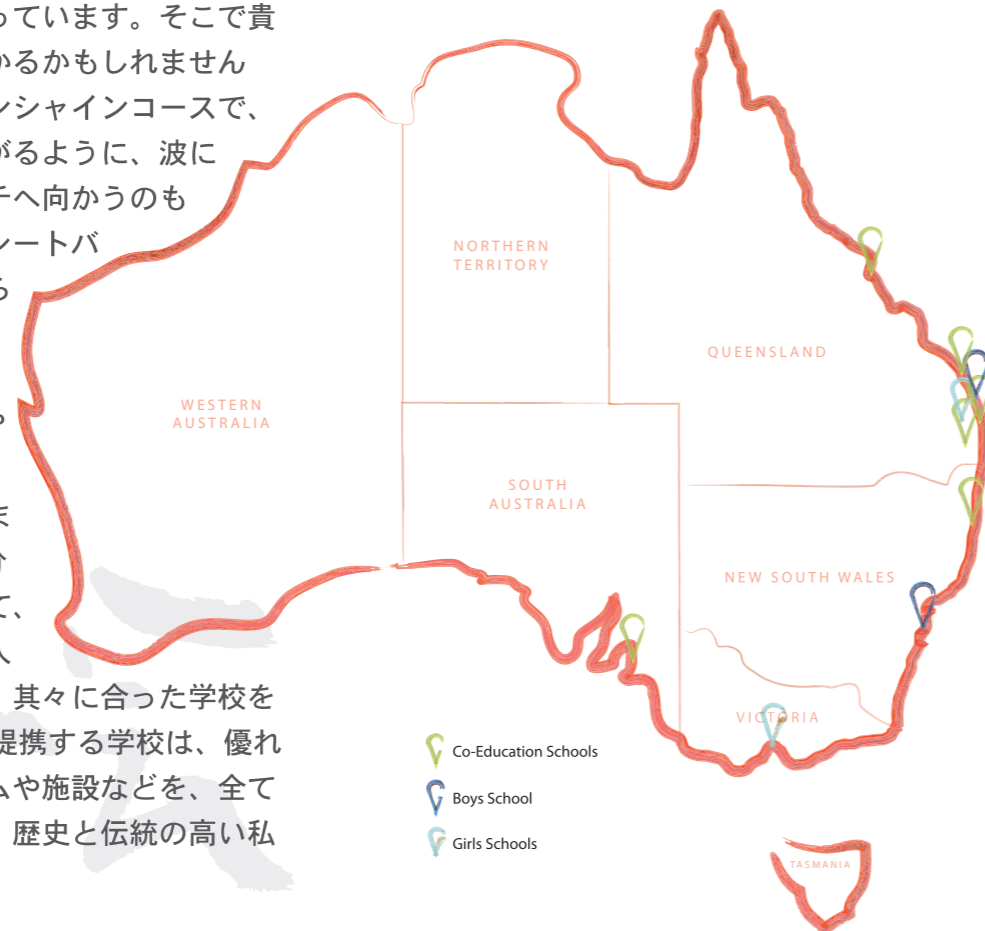 っています。そこで貴
かるかもしれません
ンシャインコースで、
がるように、波に
チへ向かうのも
シートバ
ら
ま
て、
人
其々に合った学校を
提携する学校は、優れ
ムや施設などを、全て
歴史と伝統の高い私
NORTHERN
TERRITORY
QUEENSLAND
WESTERN
AUSTRALIA
SOUTH
AUSTRALIA
NEW SOUTH WALES
VICTORIA
TASMANIA
Co-Education Schools
Boys School
Girls Schools